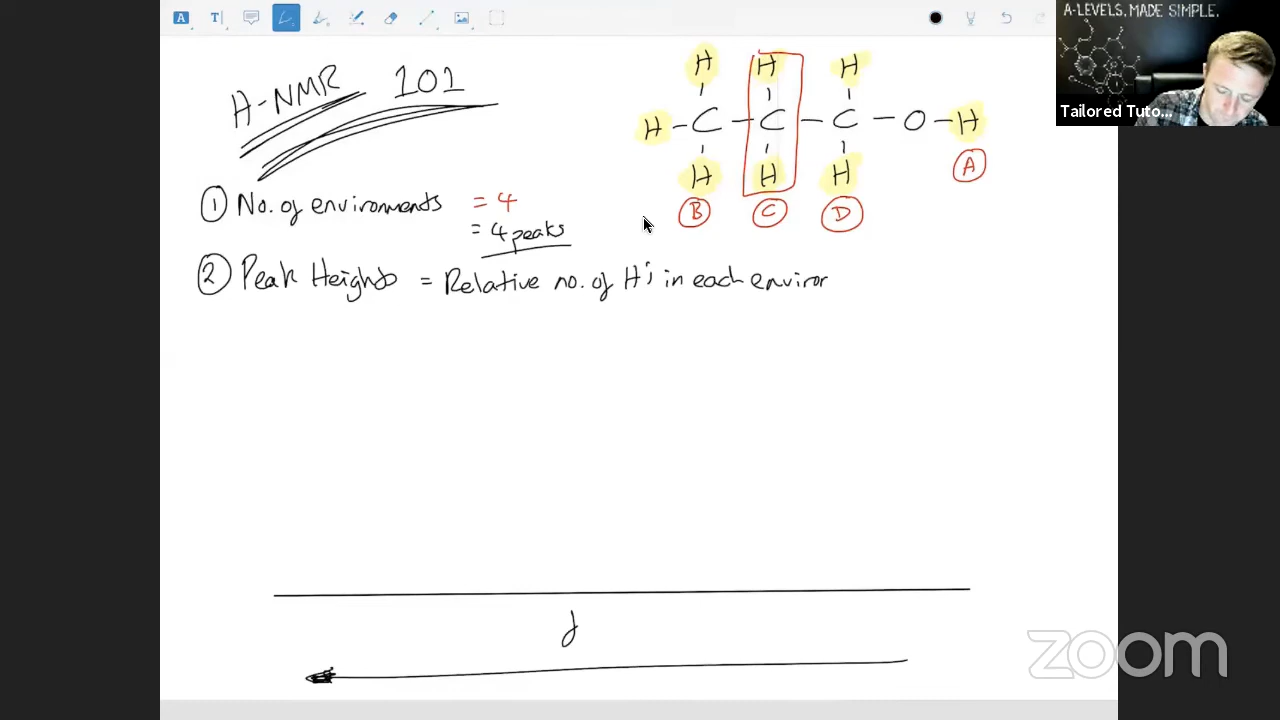 A-LEVELS. MADE SIMPLE.
Tailored Tuto...
H-NMR 101
H H H
H - C - C - C - O - H
H H H
A
B C D
① No. of environments = 4
= 4 peaks
② Peak Heights = Relative no. of H's in each environ
δ
zoom